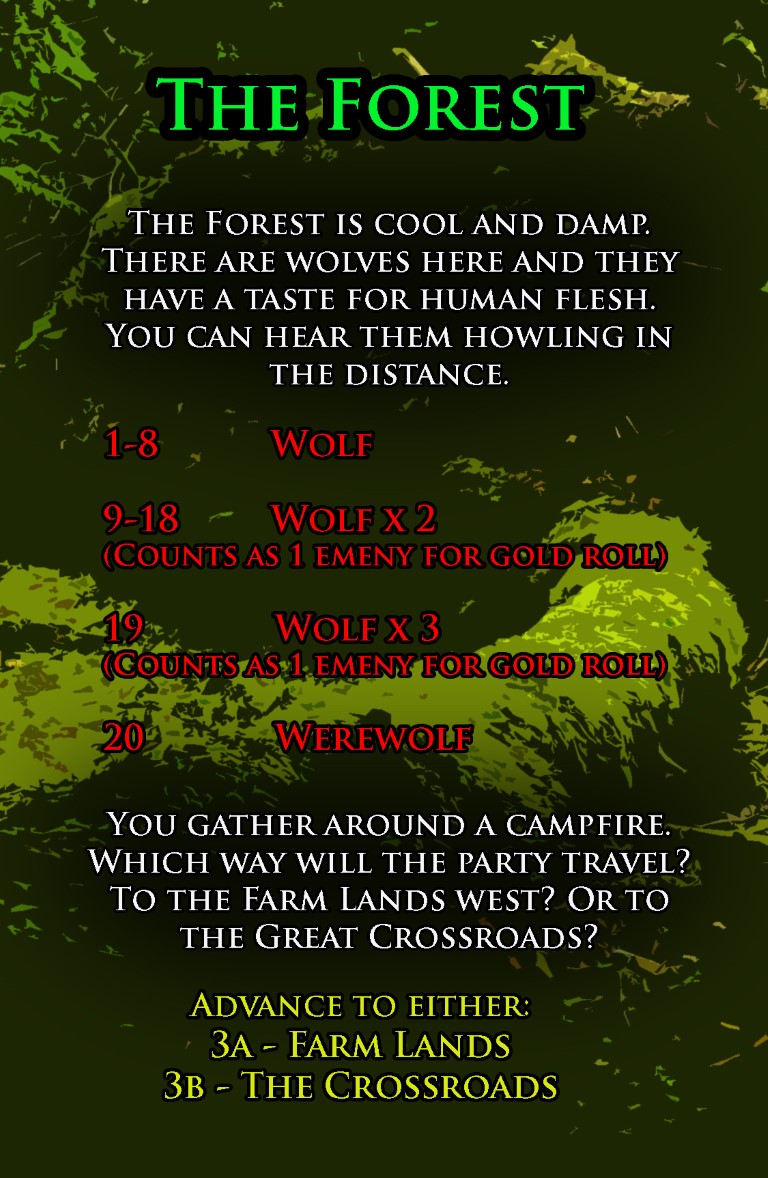 The Forest
The Forest is cool and damp.
There are wolves here and they
have a taste for human flesh.
You can hear them howling in
the distance.
1-8 Wolf
9-18 Wolf x 2
(Counts as 1 emeny for gold roll)
19 Wolf x 3
(Counts as 1 emeny for gold roll)
20 Werewolf
You gather around a campfire.
Which way will the party travel?
To the Farm Lands west? Or to
the Great Crossroads?
Advance to either:
3A - Farm Lands
3B - The Crossroads